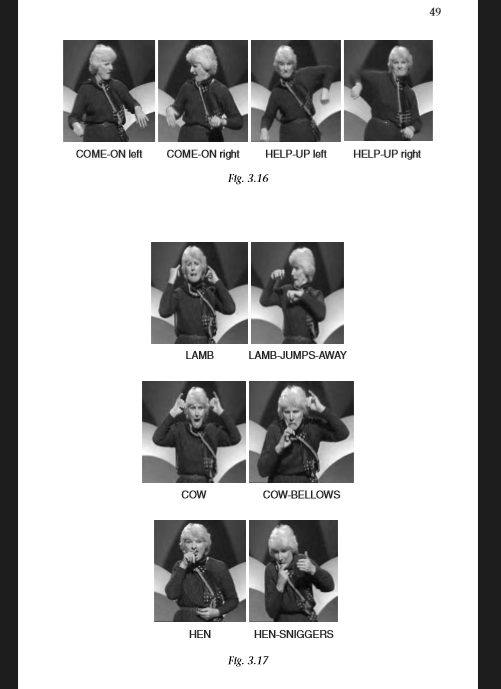 49
COME-ON left COME-ON right HELP-UP left HELP-UP right
Fig. 3.16
LAMB LAMB-JUMPS-AWAY
COW COW-BELLOWS
HEN HEN-SNIGGERS
Fig. 3.17